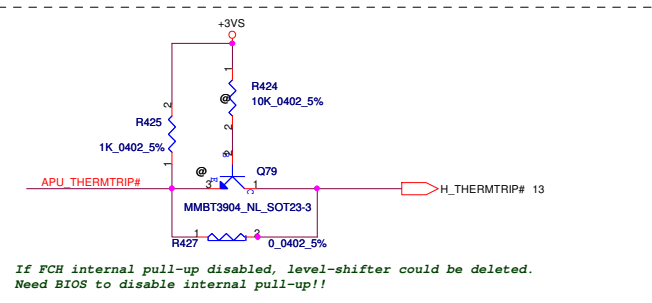 +3VS
1
R424
@
10K_0402_5%
2
R425
1K_0402_5%
2
1
@
B
2
Q79
E
3
1
C
APU_THERMTRIP#
H_THERMTRIP# 13
MMBT3904_NL_SOT23-3
1
2
R427
0_0402_5%
If FCH internal pull-up disabled, level-shifter could be deleted.
Need BIOS to disable internal pull-up!!